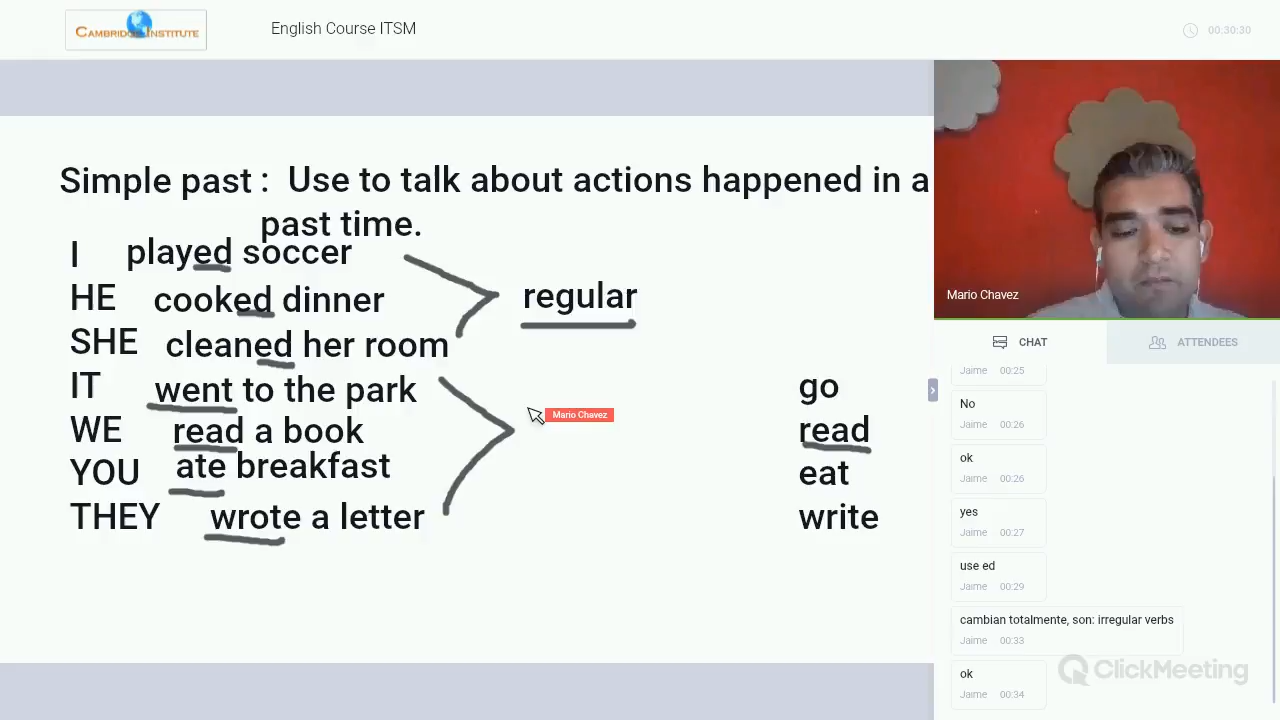 CAMBRIDGE INSTITUTE
English Course ITSM
00:30:30
Simple past : Use to talk about actions happened in a
past time.
I played soccer
HE cooked dinner
regular
SHE cleaned her room
IT went to the park
go
WE read a book
read
YOU ate breakfast
eat
THEY wrote a letter
write
Mario Chavez
Mario Chavez
CHAT
ATTENDEES
Jaime 00:25
No
Jaime 00:26
ok
Jaime 00:26
yes
Jaime 00:27
use ed
Jaime 00:29
cambian totalmente, son: irregular verbs
Jaime 00:33
ok
Jaime 00:34
ClickMeeting